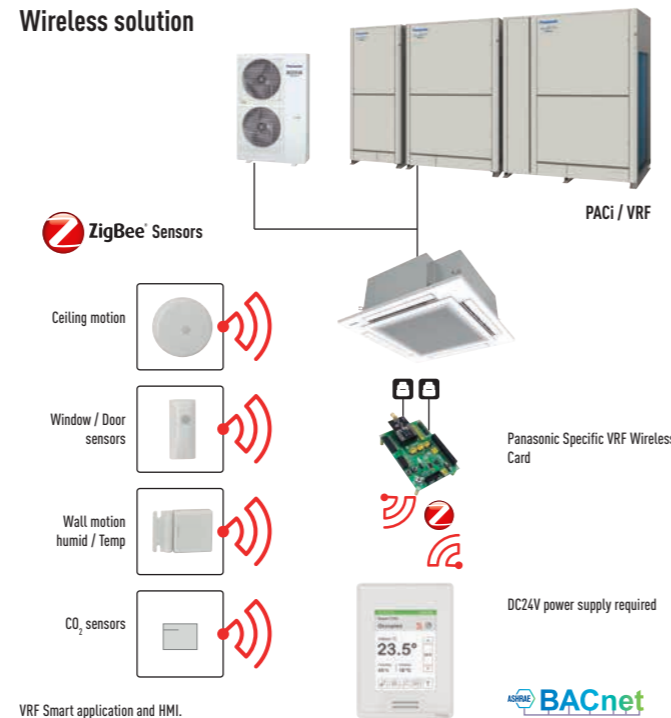 Wireless solution
PACi / VRF
ZigBee® Sensors
Ceiling motion
Window / Door
sensors
Panasonic Specific VRF Wireless
Card
Wall motion
humid / Temp
CO₂ sensors
DC24V power supply required
23.5°
VRF Smart application and HMI.
ASHRAE BACnet